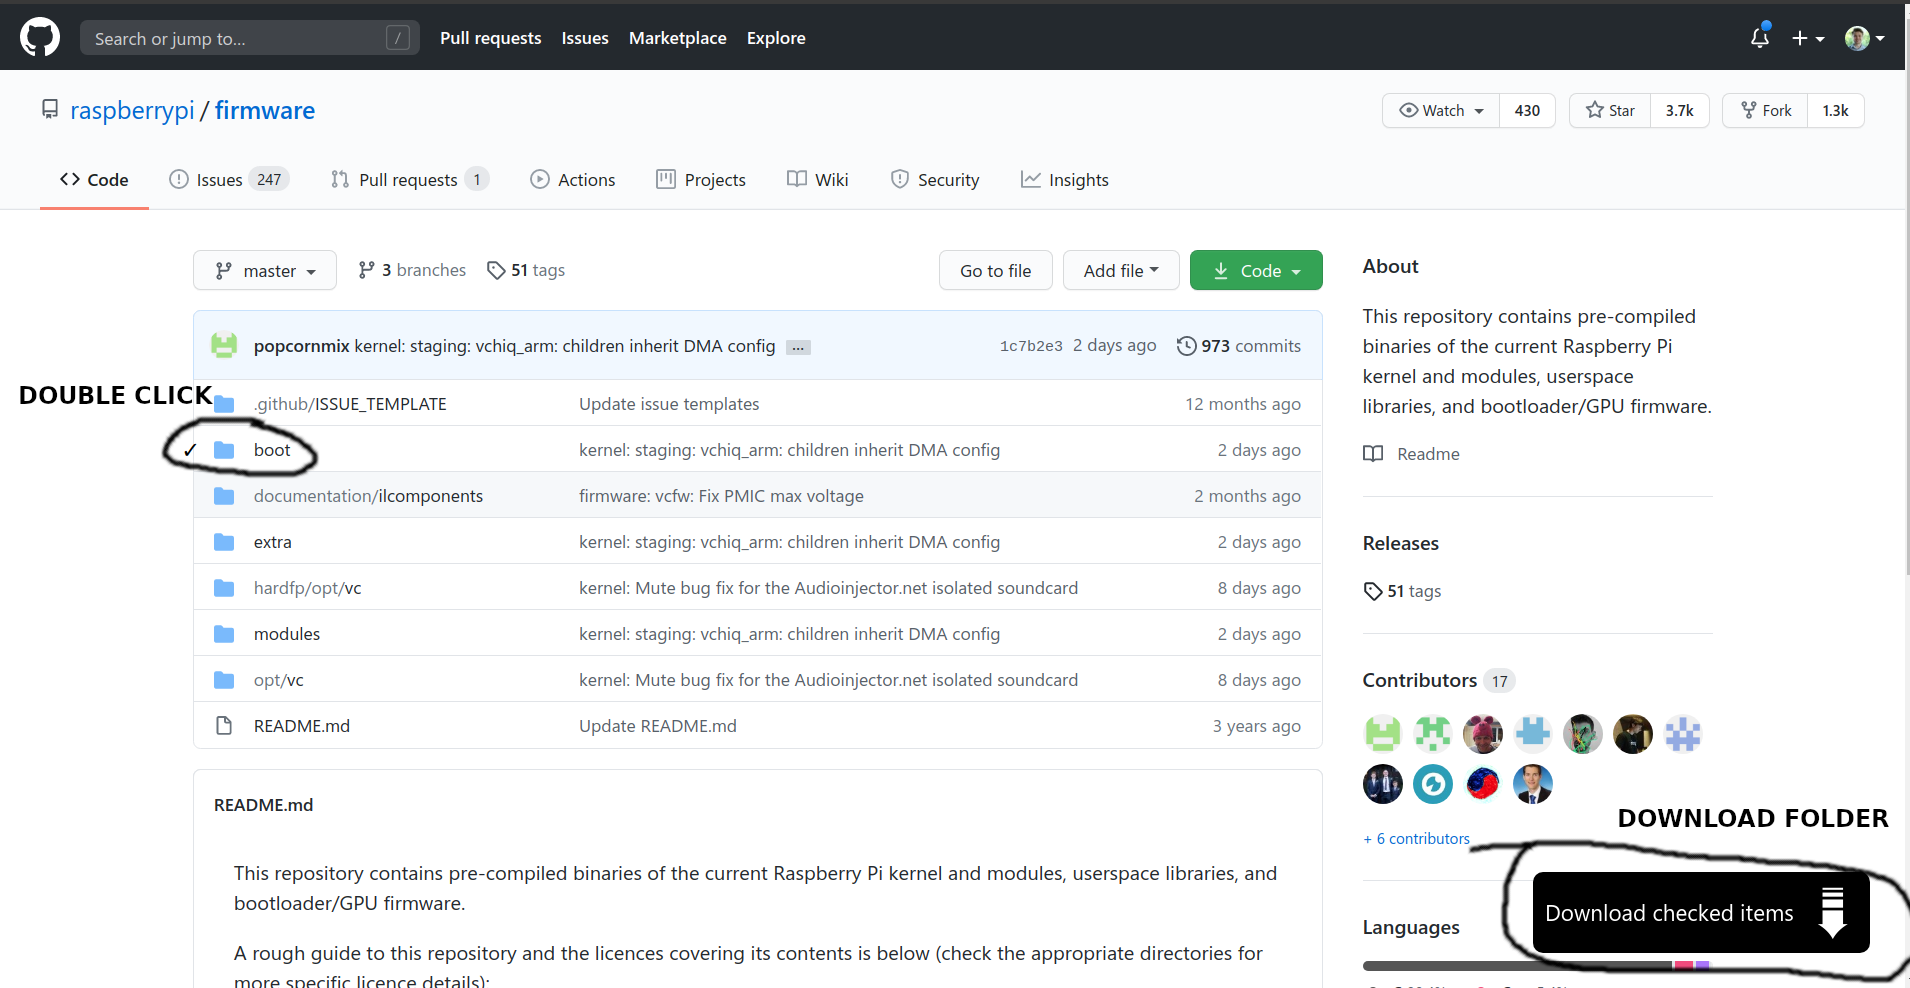 Search or jump to... /
Pull requests Issues Marketplace Explore
raspberrypi / firmware
Watch 430 Star 3.7k Fork 1.3k
Code Issues 247 Pull requests 1 Actions Projects Wiki Security Insights
master 3 branches 51 tags Go to file Add file Code
popcornmix kernel: staging: vchiq_arm: children inherit DMA config ... 1c7b2e3 2 days ago 973 commits
DOUBLE CLICK
.github/ISSUE_TEMPLATE Update issue templates 12 months ago
✓ boot kernel: staging: vchiq_arm: children inherit DMA config 2 days ago
documentation/ilcomponents firmware: vcfw: Fix PMIC max voltage 2 months ago
extra kernel: staging: vchiq_arm: children inherit DMA config 2 days ago
hardfp/opt/vc kernel: Mute bug fix for the Audioinjector.net isolated soundcard 8 days ago
modules kernel: staging: vchiq_arm: children inherit DMA config 2 days ago
opt/vc kernel: Mute bug fix for the Audioinjector.net isolated soundcard 8 days ago
README.md Update README.md 3 years ago
README.md
This repository contains pre-compiled binaries of the current Raspberry Pi kernel and modules, userspace libraries, and
bootloader/GPU firmware.
A rough guide to this repository and the licences covering its contents is below (check the appropriate directories for
more specific licence details):
About
This repository contains pre-compiled
binaries of the current Raspberry Pi
kernel and modules, userspace
libraries, and bootloader/GPU firmware.
Readme
Releases
51 tags
Contributors 17
+ 6 contributors
DOWNLOAD FOLDER
Download checked items
Languages